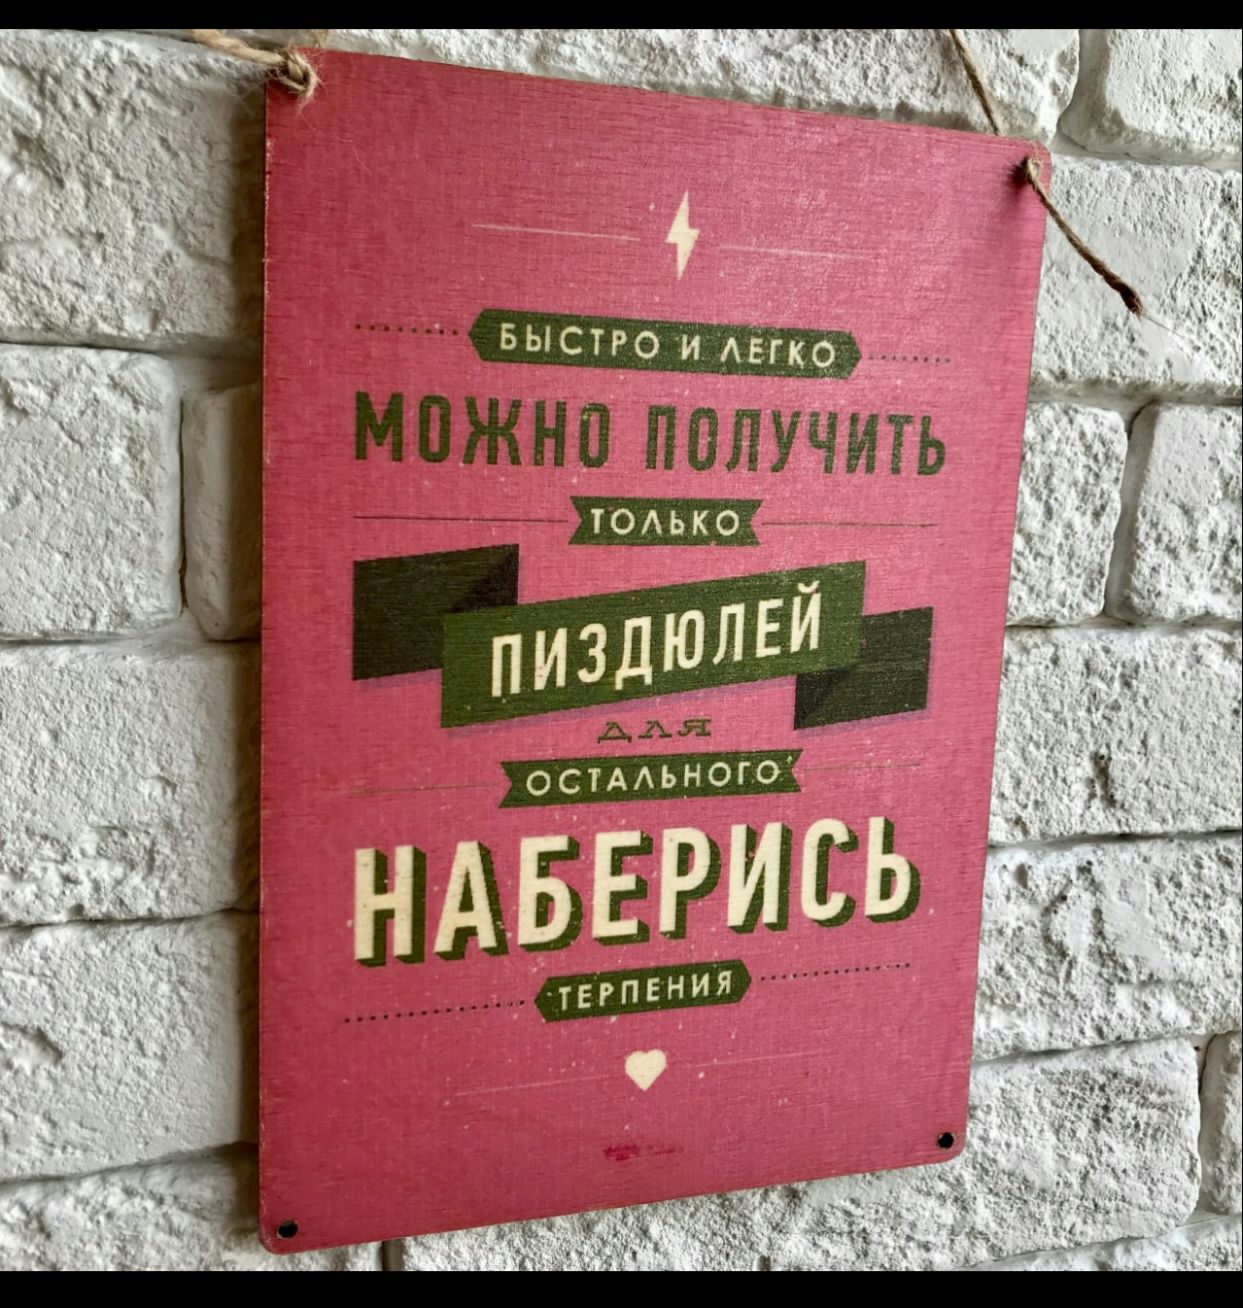 БЫСТРО И ЛЕГКО
МОЖНО ПОЛУЧИТЬ
ТОЛЬКО
ПИЗДЮЛЕЙ
ДЛЯ
ОСТАЛЬНОГО
НАБЕРИСЬ
ТЕРПЕНИЯ